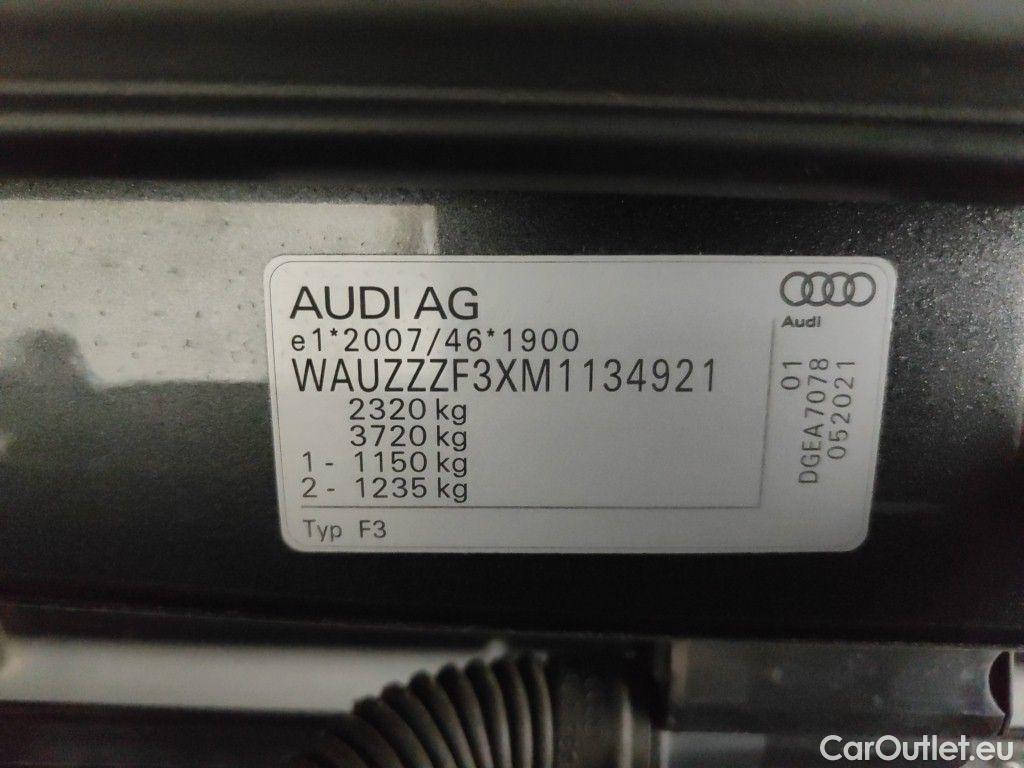 AUDI AG
e1*2007/46*1900
WAUZZZF3XM1134921
2320 kg
3720 kg
1 - 1150 kg
2 - 1235 kg
Typ F3
Audi
01
DGEA7078
052021
CarOutlet.eu